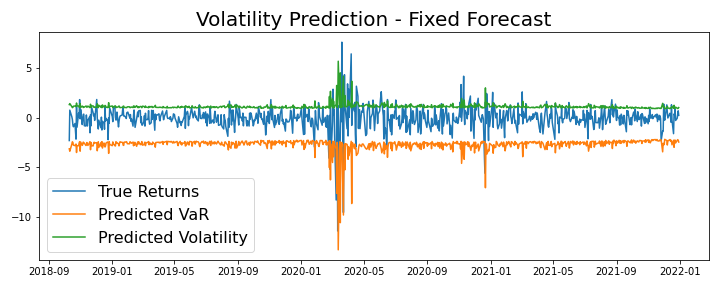 Volatility Prediction - Fixed Forecast
5
0
−5
−10
True Returns
Predicted VaR
Predicted Volatility
2018-09 2019-01 2019-05 2019-09 2020-01 2020-05 2020-09 2021-01 2021-05 2021-09 2022-01